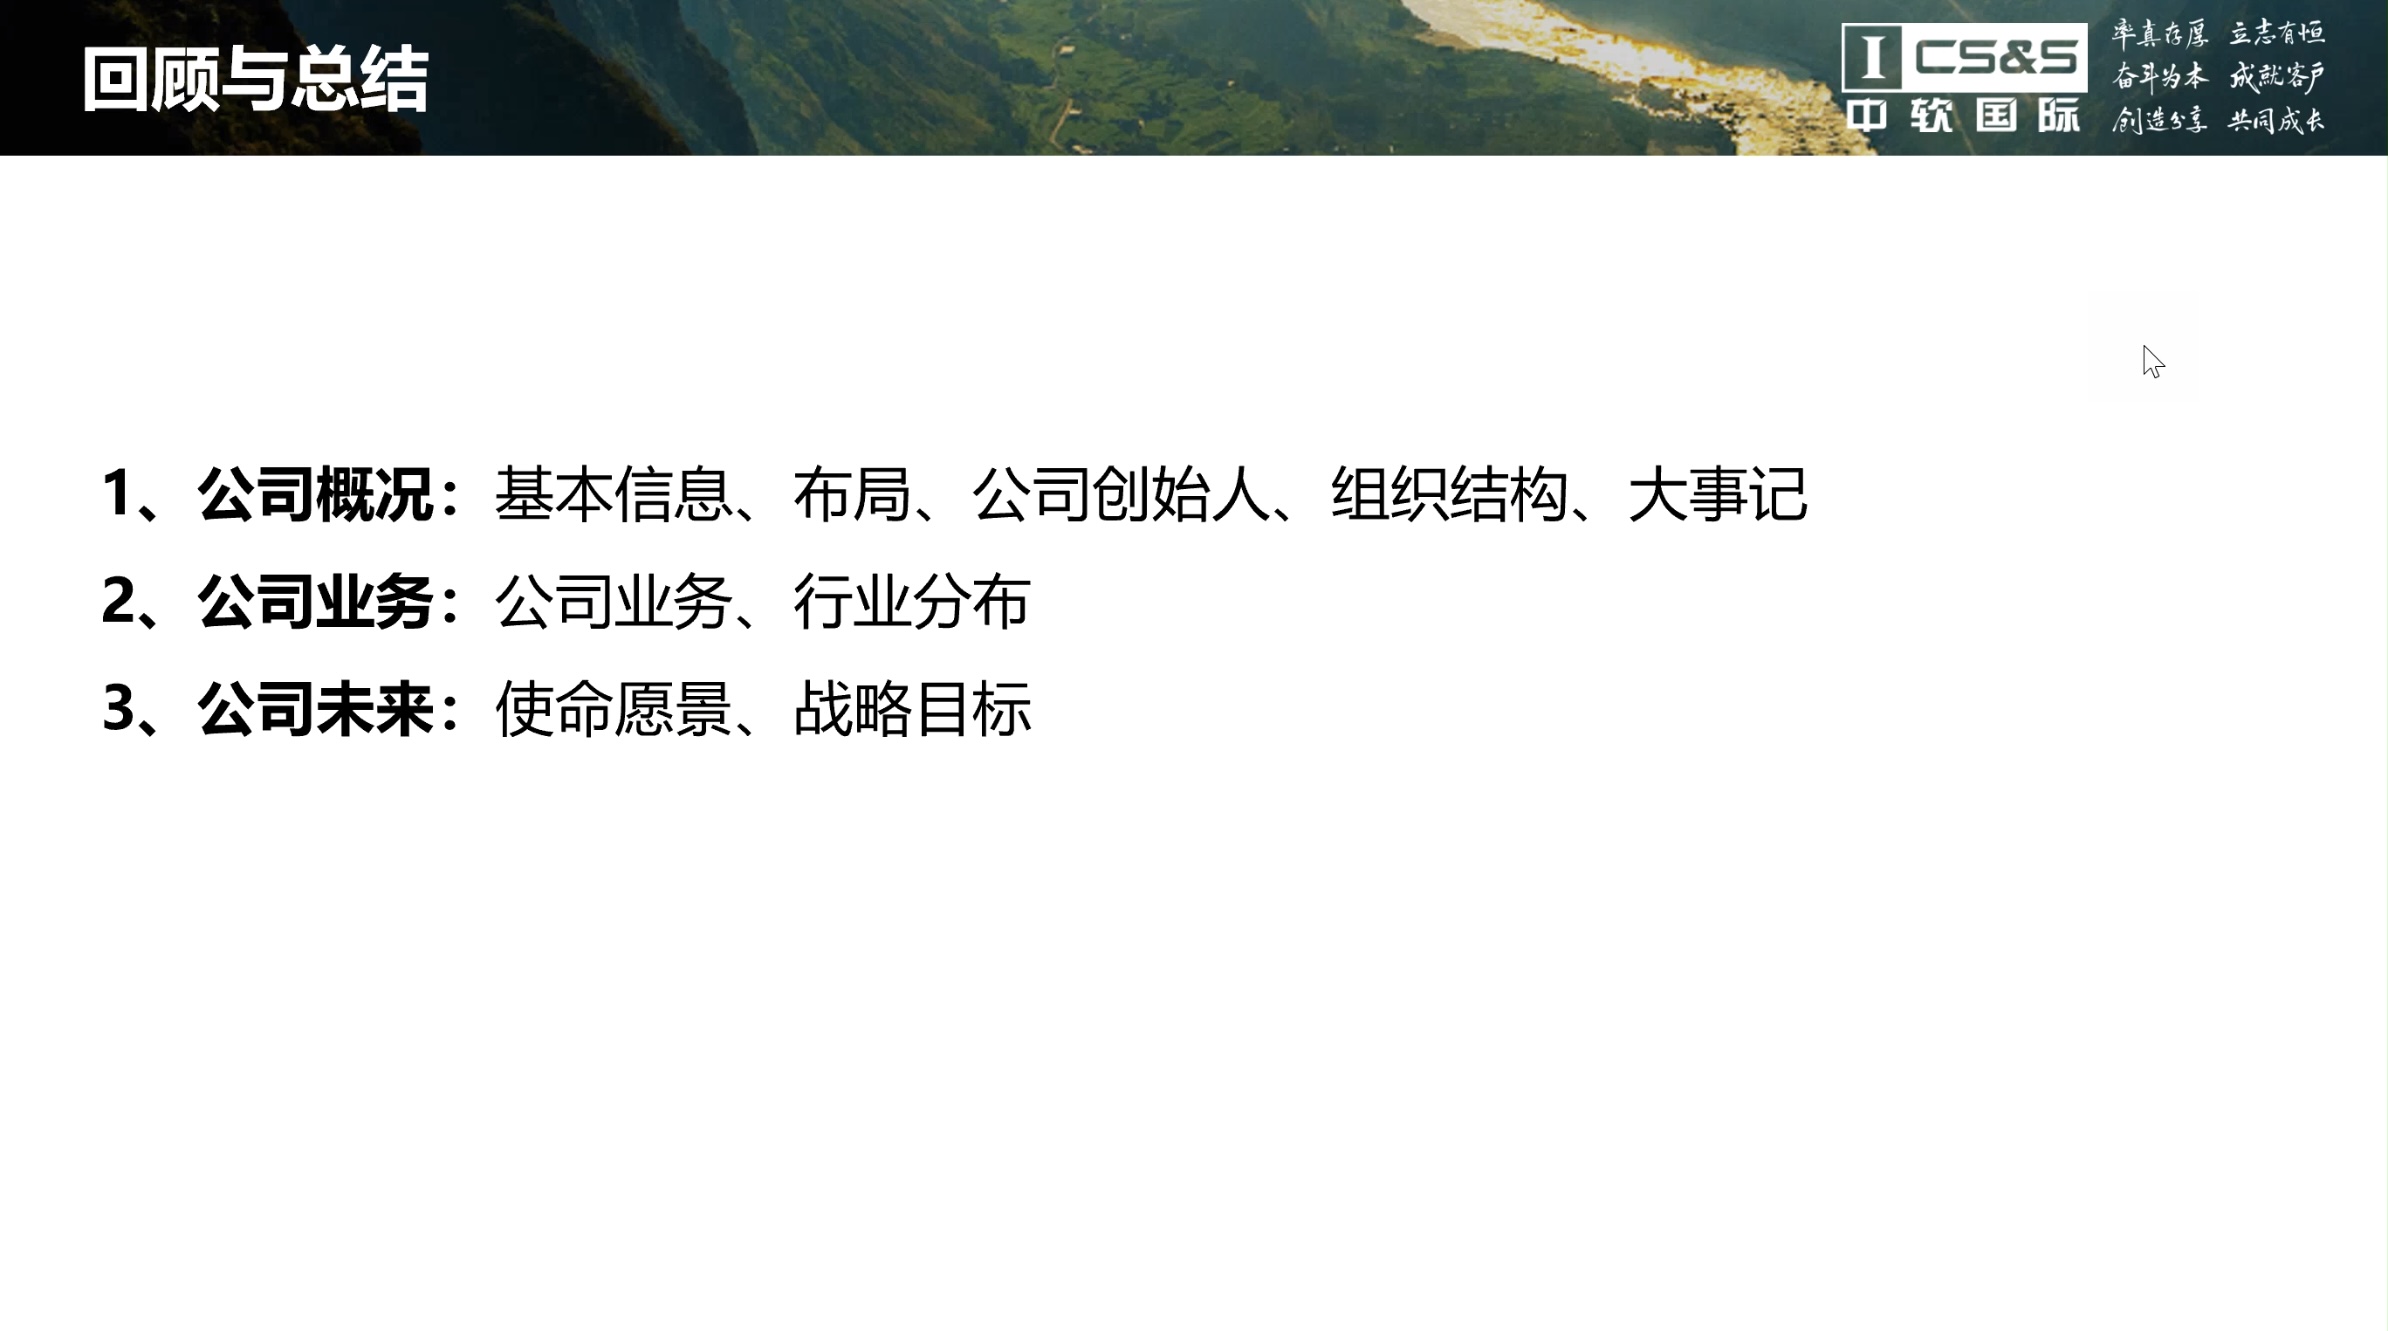 回顾与总结
I CS&S
中软国际
率真存厚 立志有恒
奋斗为本 成就客户
创造分享 共同成长
1、公司概况：基本信息、布局、公司创始人、组织结构、大事记
2、公司业务：公司业务、行业分布
3、公司未来：使命愿景、战略目标